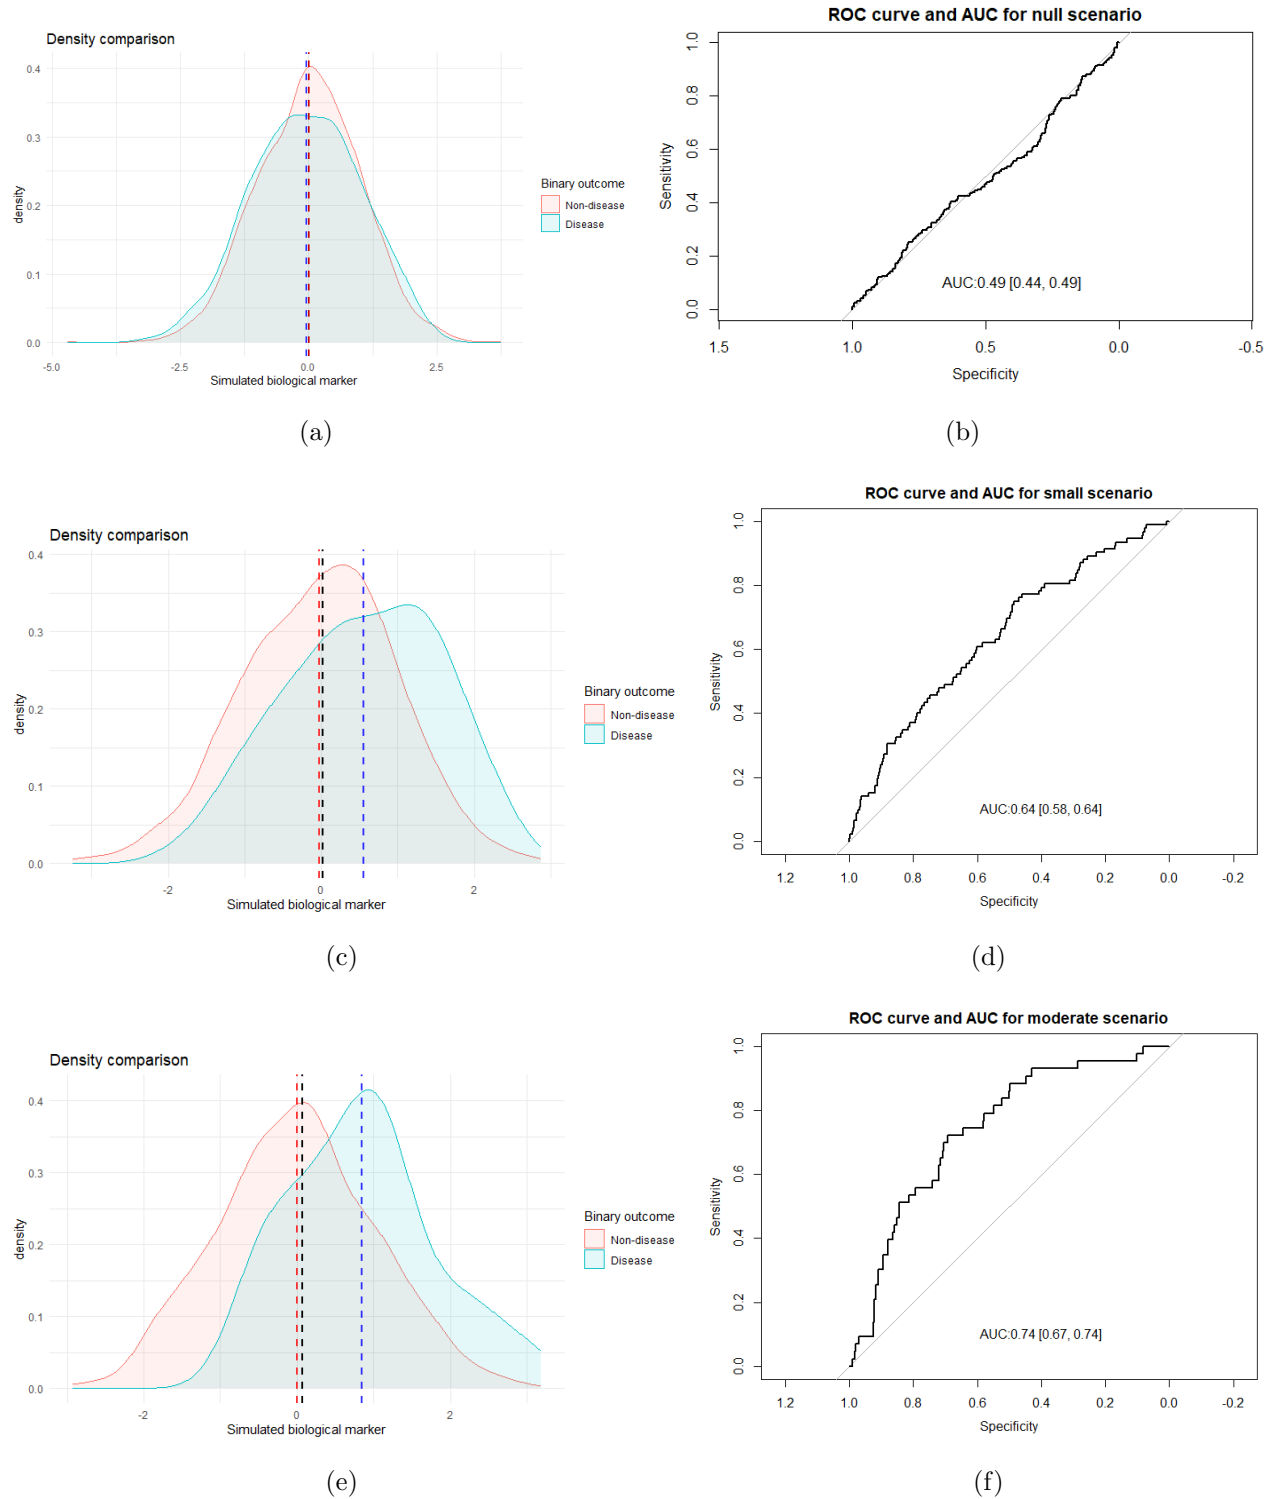 Density comparison
0.4
0.3
0.2
0.1
0.0
density
-5.0 -2.5 0.0 2.5
Simulated biological marker
Binary outcome
Non-disease
Disease
(a)
ROC curve and AUC for null scenario
1.0
0.8
0.6
0.4
0.2
0.0
Sensitivity
AUC:0.49 [0.44, 0.49]
1.5 1.0 0.5 0.0 -0.5
Specificity
(b)
Density comparison
0.4
0.3
0.2
0.1
0.0
density
-2 0 2
Simulated biological marker
Binary outcome
Non-disease
Disease
(c)
ROC curve and AUC for small scenario
1.0
0.8
0.6
0.4
0.2
0.0
Sensitivity
AUC:0.64 [0.58, 0.64]
1.2 1.0 0.8 0.6 0.4 0.2 0.0 -0.2
Specificity
(d)
Density comparison
0.4
0.3
0.2
0.1
0.0
density
-2 0 2
Simulated biological marker
Binary outcome
Non-disease
Disease
(e)
ROC curve and AUC for moderate scenario
1.0
0.8
0.6
0.4
0.2
0.0
Sensitivity
AUC:0.74 [0.67, 0.74]
1.2 1.0 0.8 0.6 0.4 0.2 0.0 -0.2
Specificity
(f)